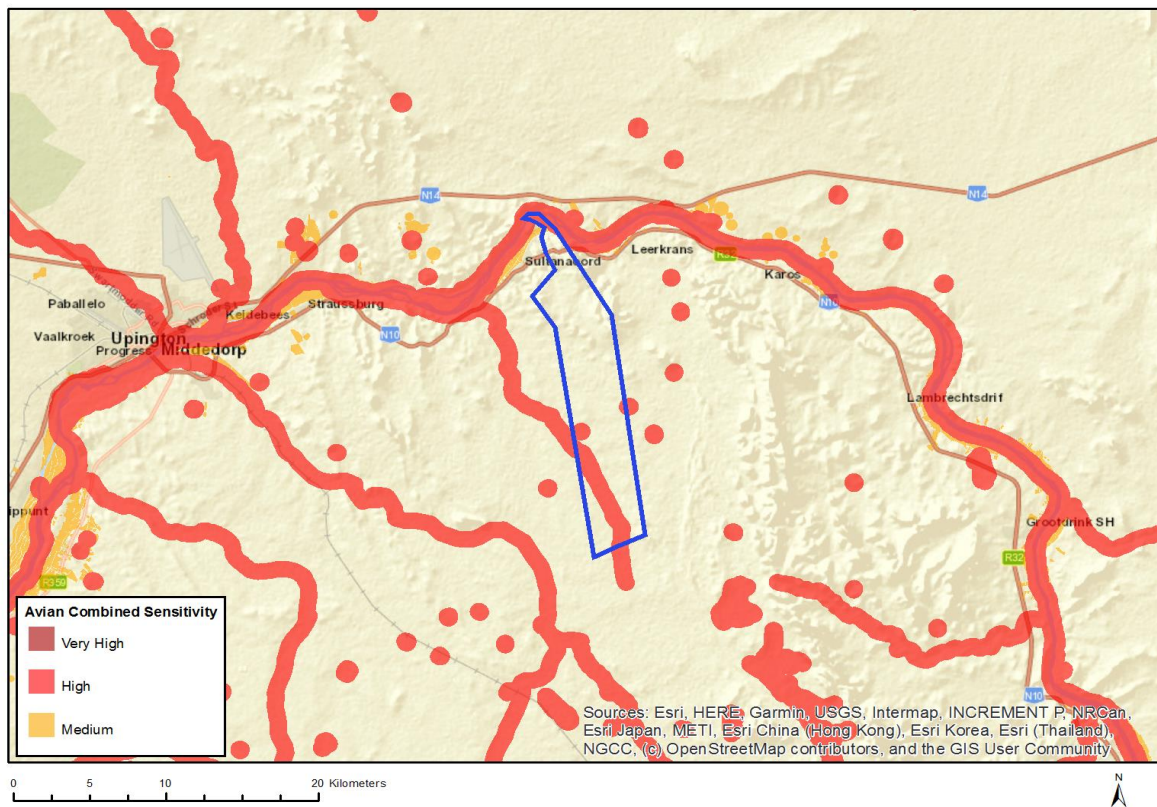 N14
N14
Sultanaoord
Leerkrans
R32
Karos
N10
Straussburg
Keidebees
Paballelo
Vaalkroek
Upington
Progress
Middedorp
N10
Lambrechtsdrif
ippunt
Grootdrink SH
R32
R359
N10
Avian Combined Sensitivity
Very High
High
Medium
Sources: Esri, HERE, Garmin, USGS, Intermap, INCREMENT P, NRCan,
Esri Japan, METI, Esri China (Hong Kong), Esri Korea, Esri (Thailand),
NGCC, (c) OpenStreetMap contributors, and the GIS User Community
0 5 10 20 Kilometers
N